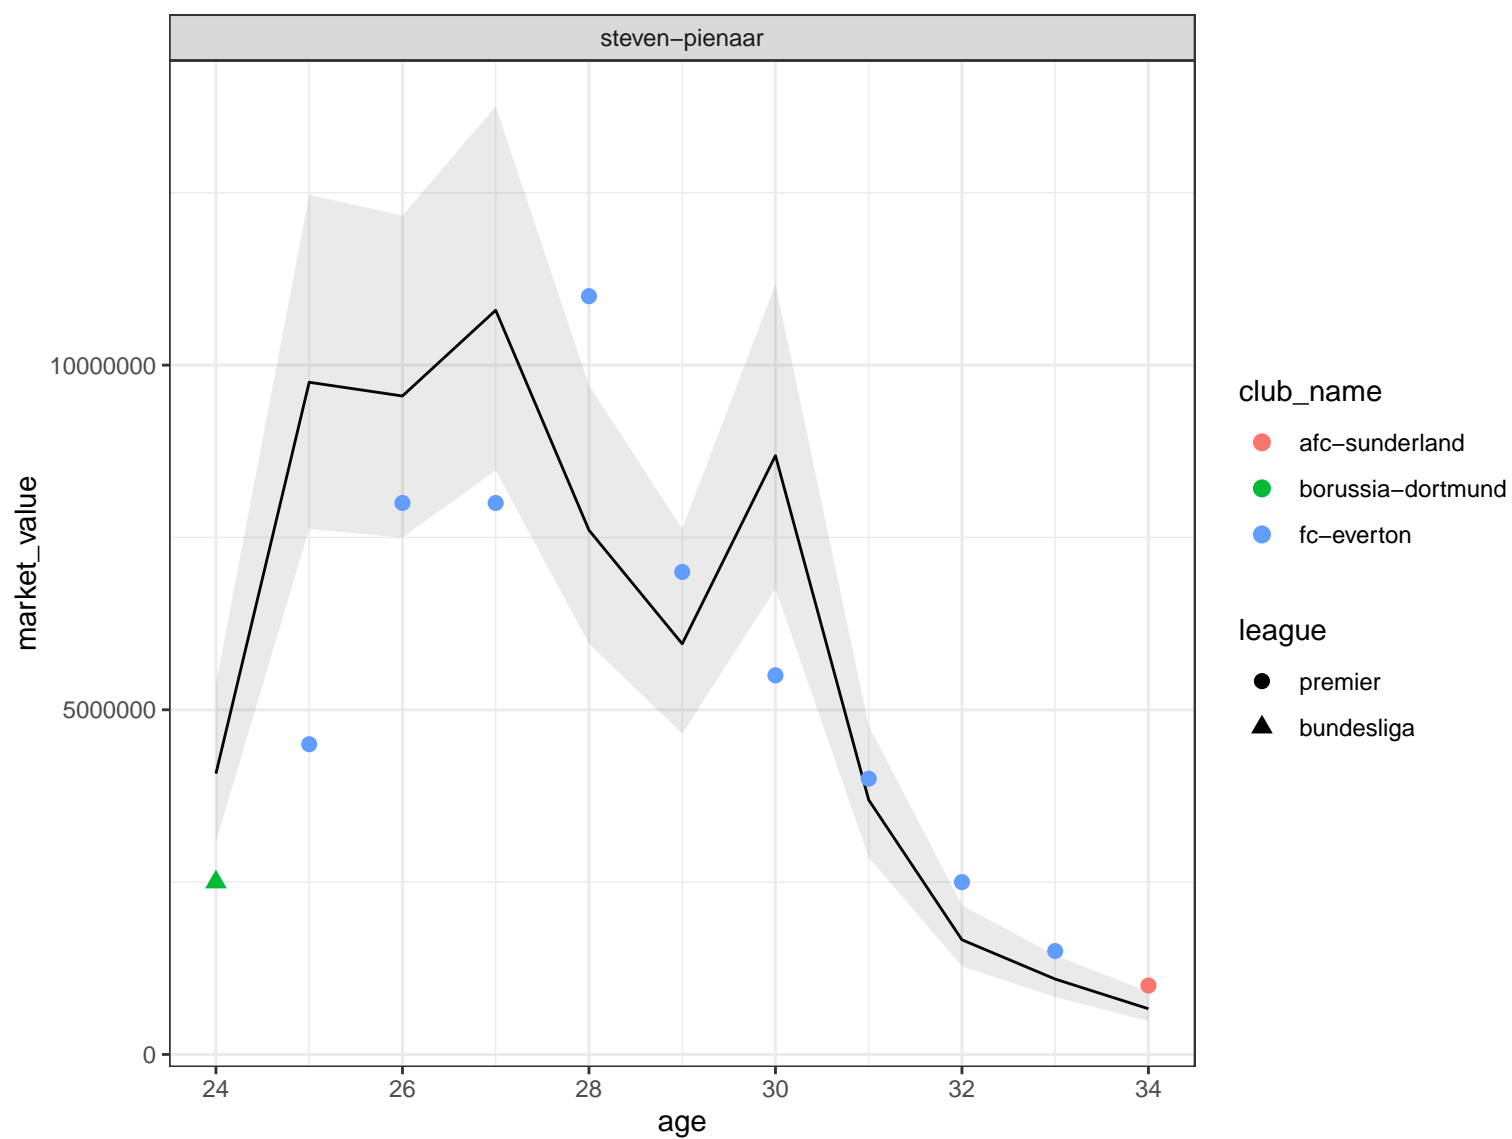 steven−pienaar
10000000
5000000
0
market_value
24
26
28
30
32
34
age
club_name
afc−sunderland
borussia−dortmund
fc−everton
league
premier
bundesliga